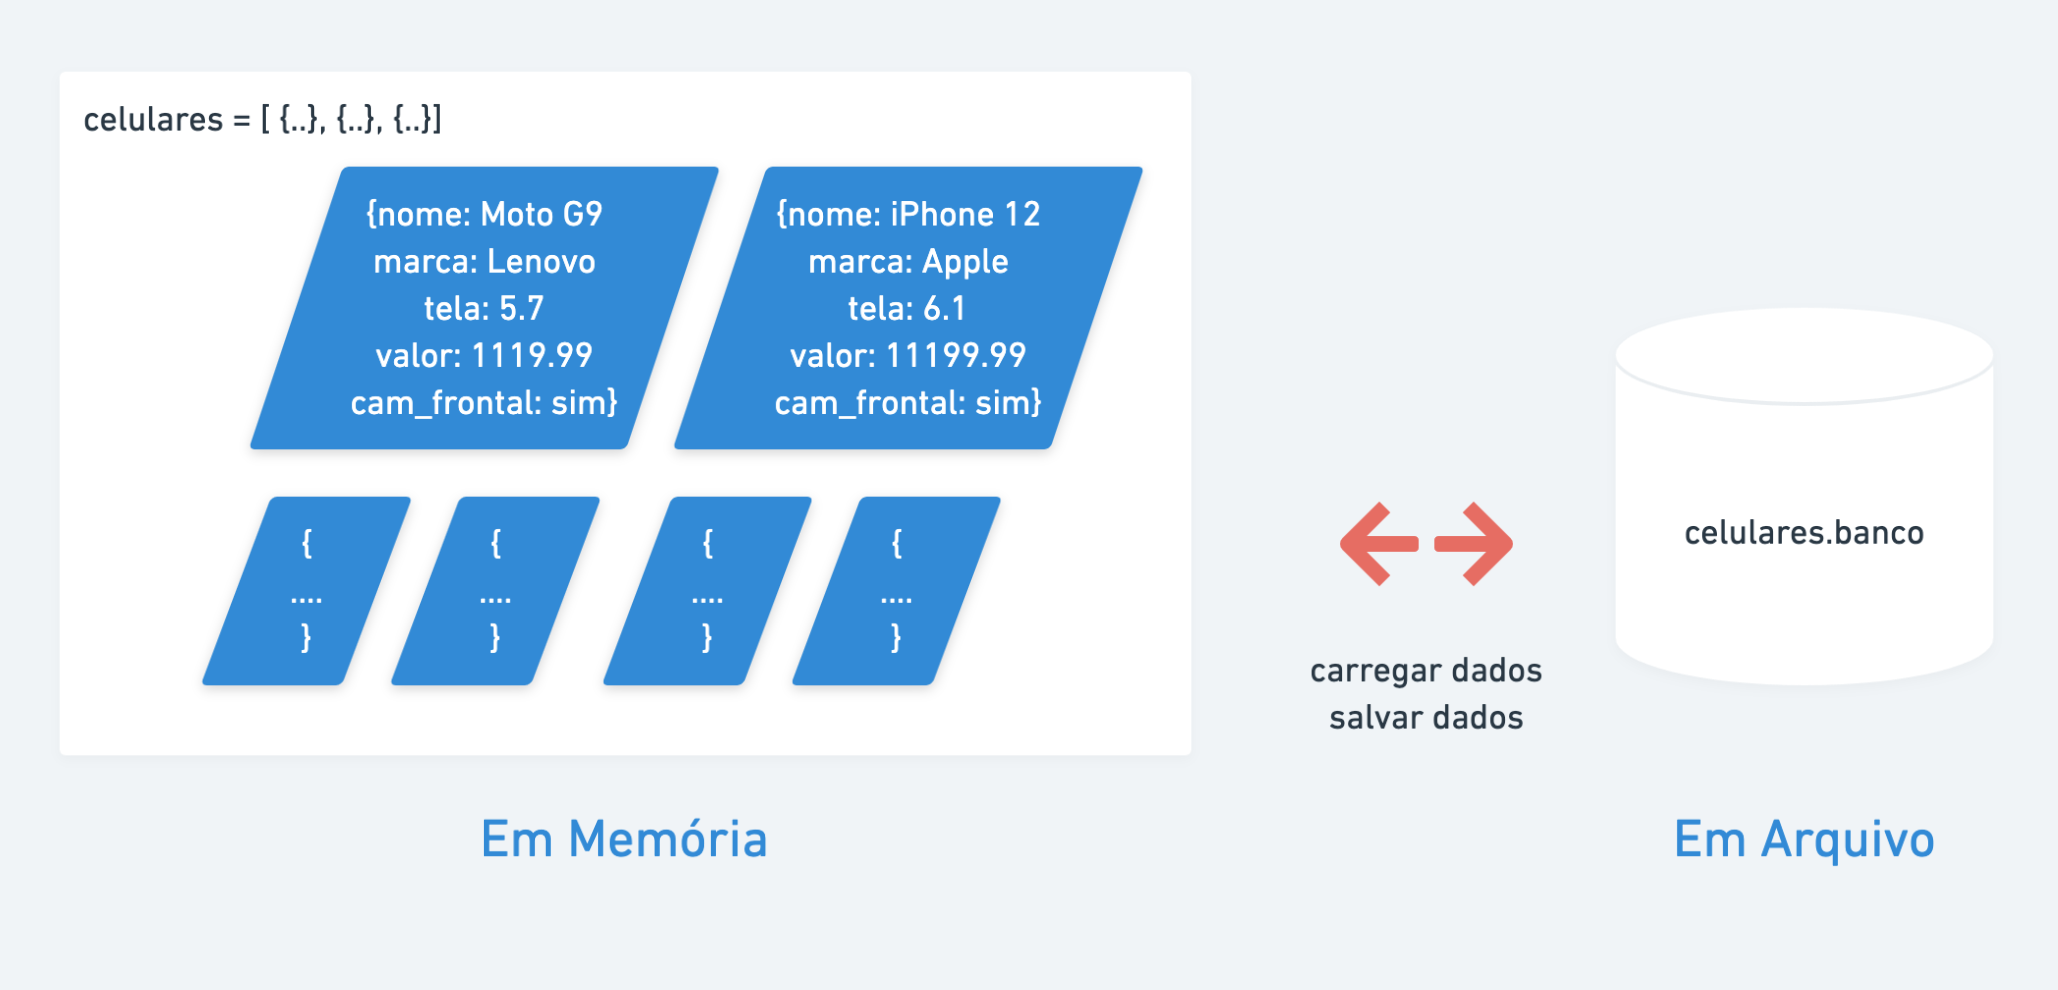 celulares = [ {..}, {..}, {..}]
{nome: Moto G9
marca: Lenovo
tela: 5.7
valor: 1119.99
cam_frontal: sim}
{nome: iPhone 12
marca: Apple
tela: 6.1
valor: 11199.99
cam_frontal: sim}
{
....
}
{
....
}
{
....
}
{
....
}
carregar dados
salvar dados
celulares.banco
Em Memória
Em Arquivo